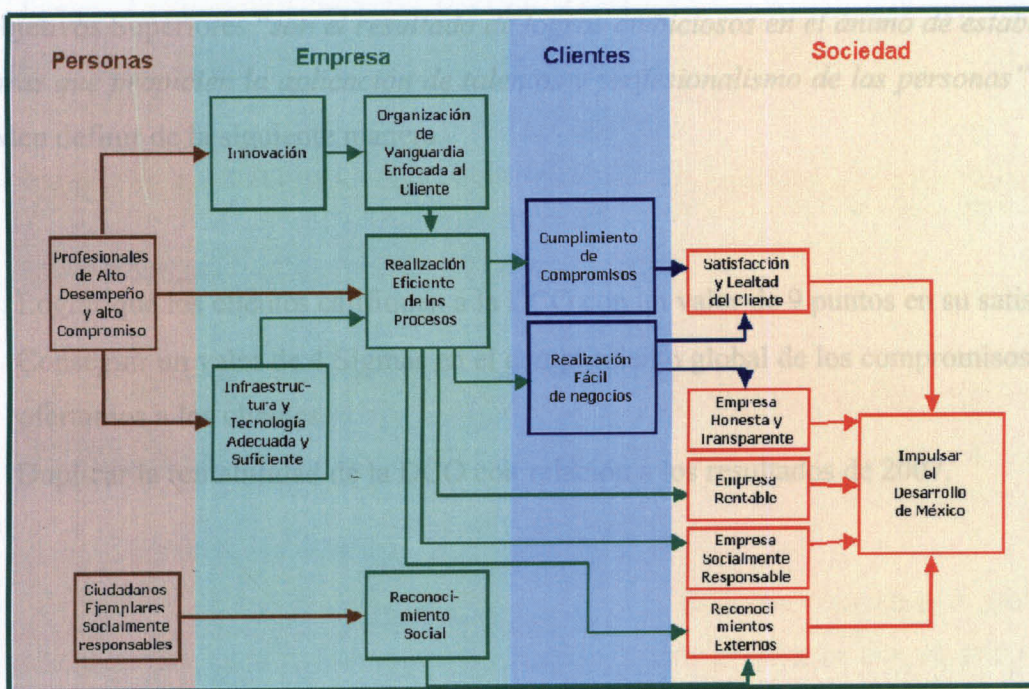 Personas
Empresa
Clientes
Sociedad
Innovación
Organización
de
Vanguardia
Enfocada al
Cliente
Profesionales
de Alto
Desempeño
y alto
Compromiso
Realización
Eficiente
de los
Procesos
Cumplimiento
de
Compromisos
Satisfacción
y Lealtad
del Cliente
Infraestruc-
tura y
Tecnología
Adecuada y
Suficiente
Realización
Fácil
de negocios
Empresa
Honesta y
Transparente
Empresa
Rentable
Impulsar
el
Desarrollo
de México
Empresa
Socialmente
Responsable
Ciudadanos
Ejemplares
Socialmente
responsables
Reconoci-
miento
Social
Reconoci
mientos
Externos